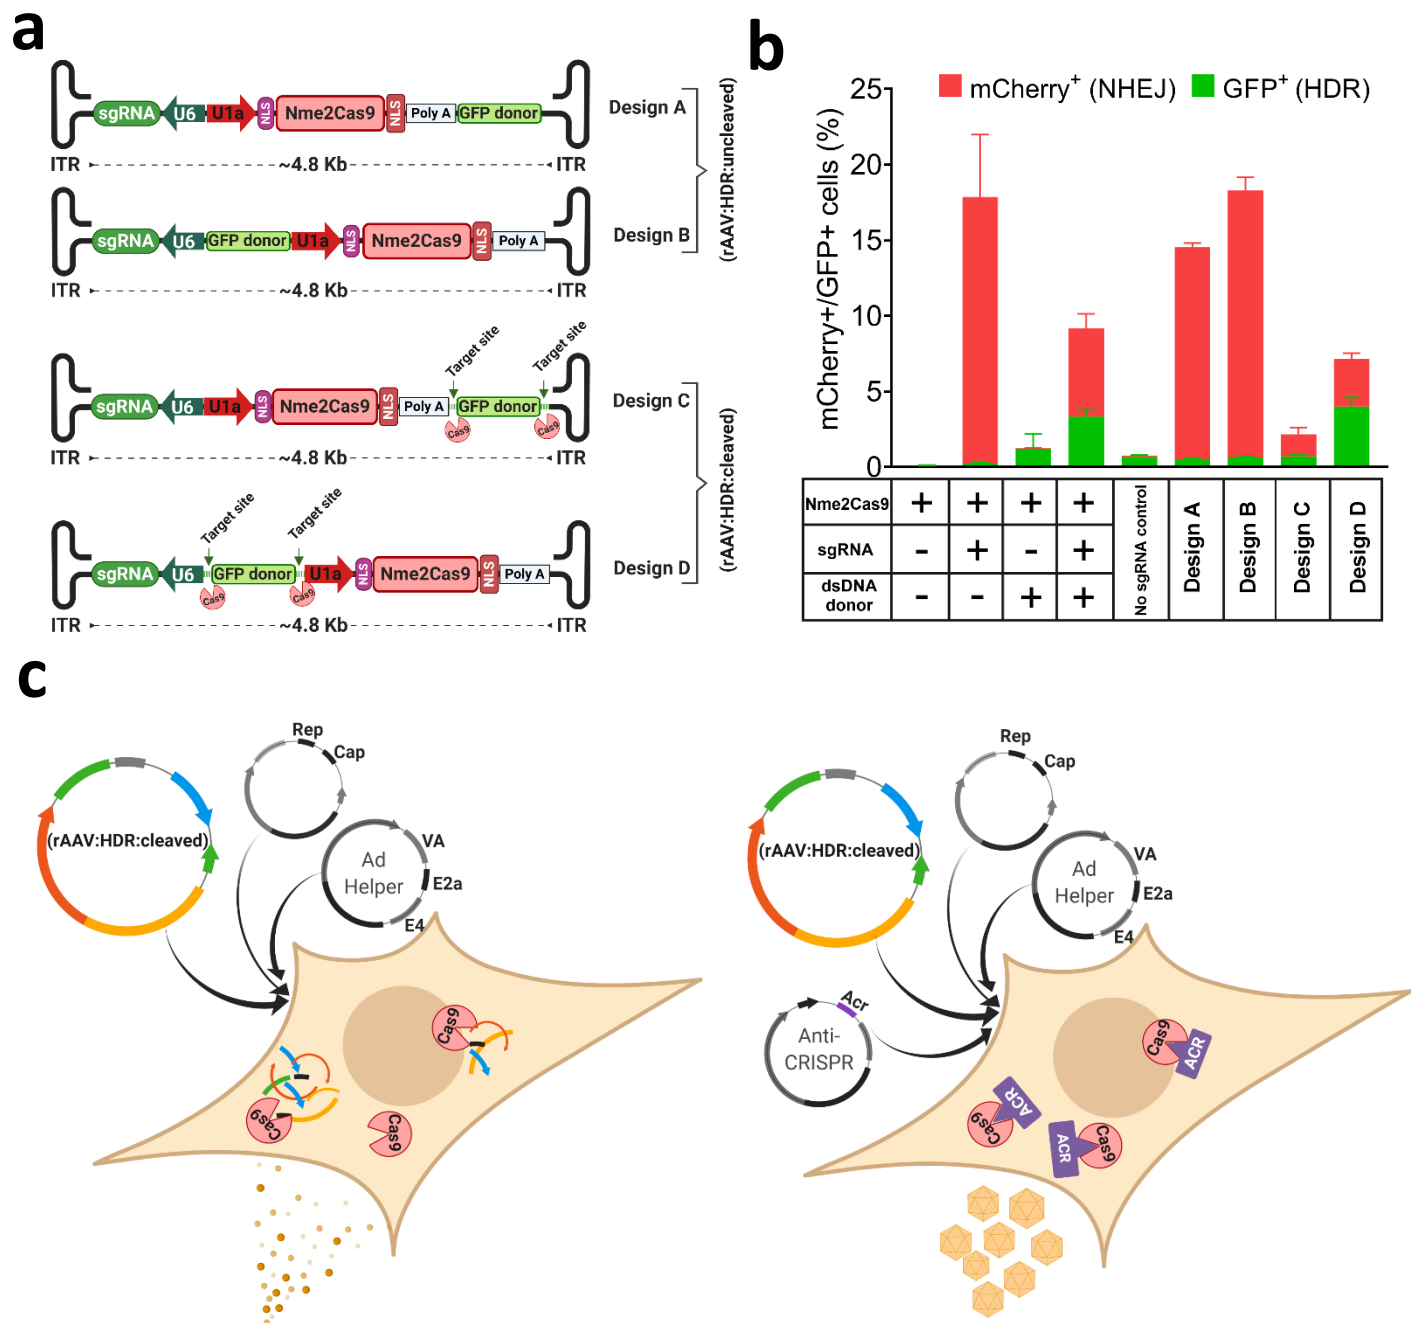 a
sgRNA U6 U1a NLS Nme2Cas9 NLS Poly A GFP donor
ITR ~4.8 Kb ITR
Design A
sgRNA U6 GFP donor U1a NLS Nme2Cas9 NLS Poly A
ITR ~4.8 Kb ITR
Design B
(rAAV:HDR:uncleaved)
Target site Target site
sgRNA U6 U1a NLS Nme2Cas9 NLS Poly A GFP donor
Cas9 Cas9
ITR ~4.8 Kb ITR
Design C
Target site Target site
sgRNA U6 GFP donor U1a NLS Nme2Cas9 NLS Poly A
Cas9 Cas9
ITR ~4.8 Kb ITR
Design D
(rAAV:HDR:cleaved)
b
mCherry+ (NHEJ) GFP+ (HDR)
mCherry+/GFP+ cells (%)
25
20
15
10
5
0
Nme2Cas9 + + + +
sgRNA - + - +
dsDNA
donor - - + +
No sgRNA control
Design A
Design B
Design C
Design D
c
(rAAV:HDR:cleaved)
Rep
Cap
Ad
Helper
VA
E2a
E4
Cas9
Cas9
Cas9
(rAAV:HDR:cleaved)
Rep
Cap
Ad
Helper
VA
E2a
E4
Acr
Anti-
CRISPR
Cas9 ACR
Cas9 ACR
ACR Cas9